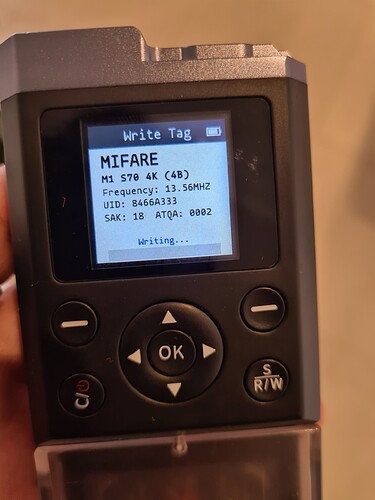 Write Tag
MIFARE
M1 S70 4K (4B)
Frequency: 13.56MHZ
UID: 8466A333
SAK: 18 ATQA: 0002
Writing...
OK
S
R/W